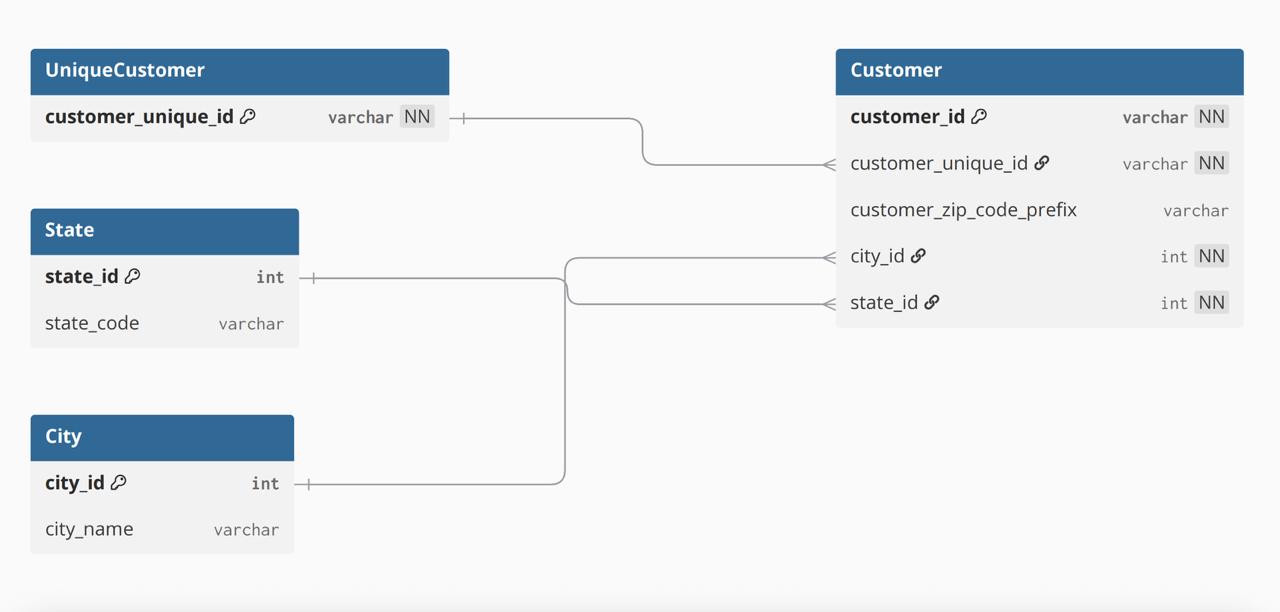 UniqueCustomer
customer_unique_id varchar NN
State
state_id int
state_code varchar
City
city_id int
city_name varchar
Customer
customer_id varchar NN
customer_unique_id varchar NN
customer_zip_code_prefix varchar
city_id int NN
state_id int NN